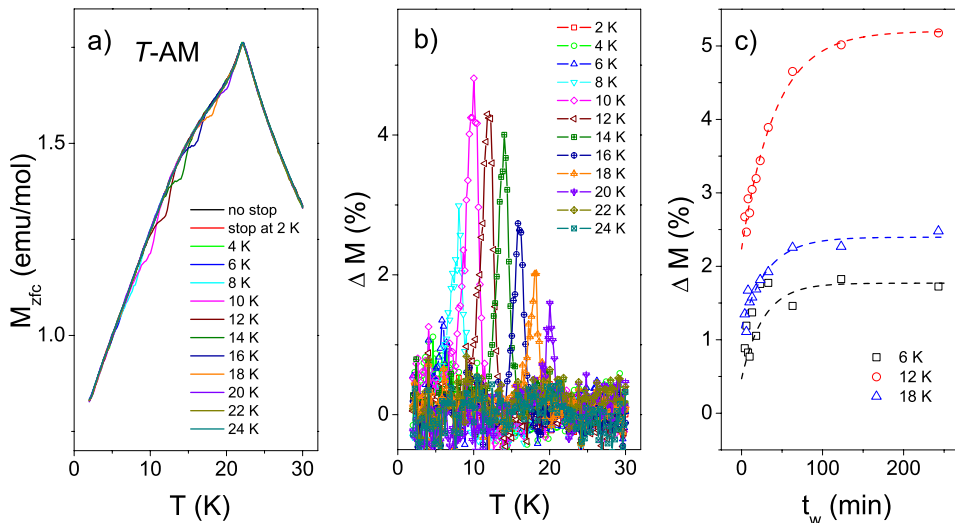 a) T-AM
M_zfc (emu/mol)
1.5
1.0
no stop
stop at 2 K
4 K
6 K
8 K
10 K
12 K
14 K
16 K
18 K
20 K
22 K
24 K
0 10 20 30
T (K)
b)
Δ M (%)
4
2
0
2 K
4 K
6 K
8 K
10 K
12 K
14 K
16 K
18 K
20 K
22 K
24 K
0 10 20 30
T (K)
c)
Δ M (%)
5
4
3
2
1
0
6 K
12 K
18 K
0 100 200
t_w (min)